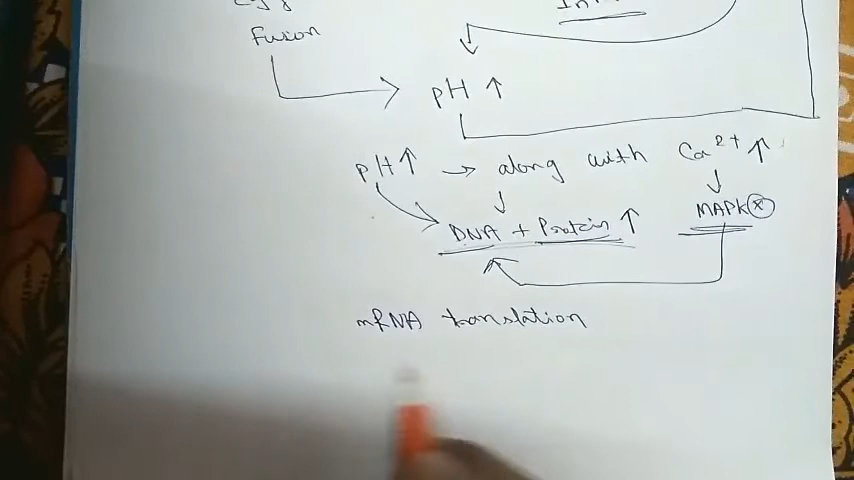 Fusion
pH ↑
pH ↑ → along with Ca2+ ↑
MAPK x
DNA + Protein ↑
mRNA translation